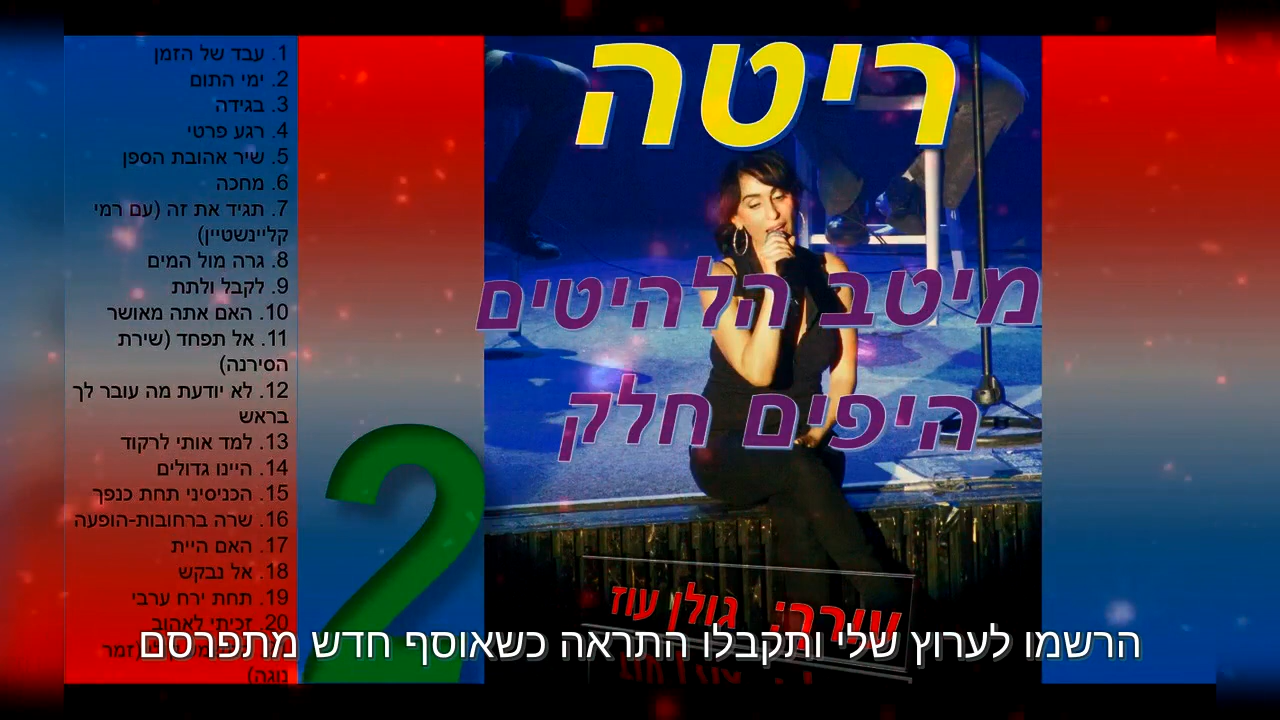 ריטה
מיטב הלהיטים
היפים חלק
2
1. עבד של הזמן
2. ימי התום
3. בגידה
4. רגע פרטי
5. שיר אהובת הספן
6. מחכה
7. תגיד את זה (עם רמי
קליינשטיין)
8. גרה מול המים
9. לקבל ולתת
10. האם אתה מאושר
11. אל תפחד (שירת
הסירנה)
12. לא יודעת מה עובר לך
בראש
13. למד אותי לרקוד
14. היינו גדולים
15. הכניסיני תחת כנפך
16. שרה ברחובות-הופעה
17. האם היית
18. אל נבקש
19. תחת ירח ערבי
20. זכיתי לאהוב
(זמר
נוגה)
ערך: גולן עוז
הרשמו לערוץ שלי ותקבלו התראה כשאוסף חדש מתפרסם